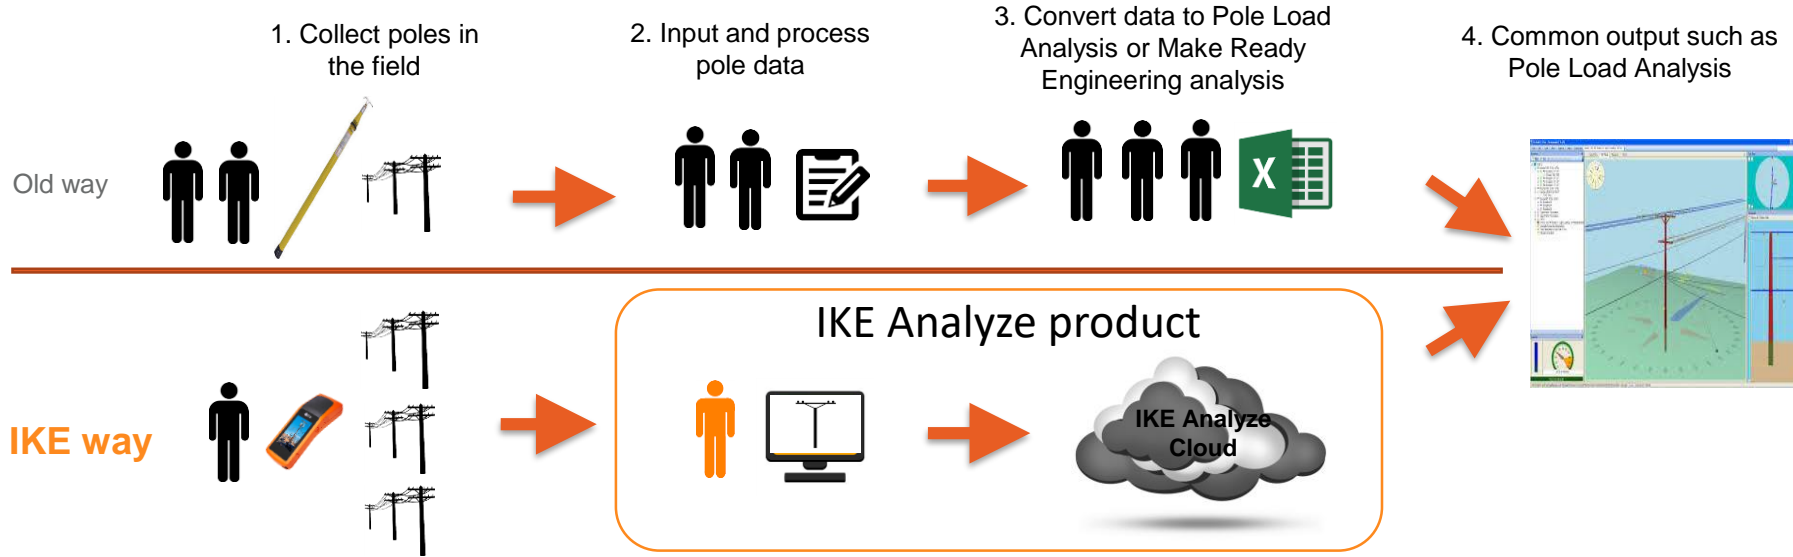 1. Collect poles in
the field
2. Input and process
pole data
3. Convert data to Pole Load
Analysis or Make Ready
Engineering analysis
4. Common output such as
Pole Load Analysis
Old way
X
IKE way
IKE Analyze product
IKE Analyze
Cloud